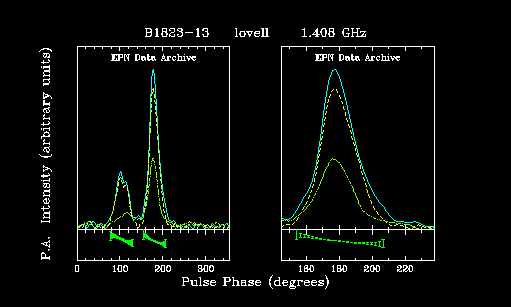 B1823-13 lovell 1.408 GHz
EPN Data Archive EPN Data Archive
P.A. Intensity (arbitrary units)
0 100 200 300 160 180 200 220
Pulse Phase (degrees)